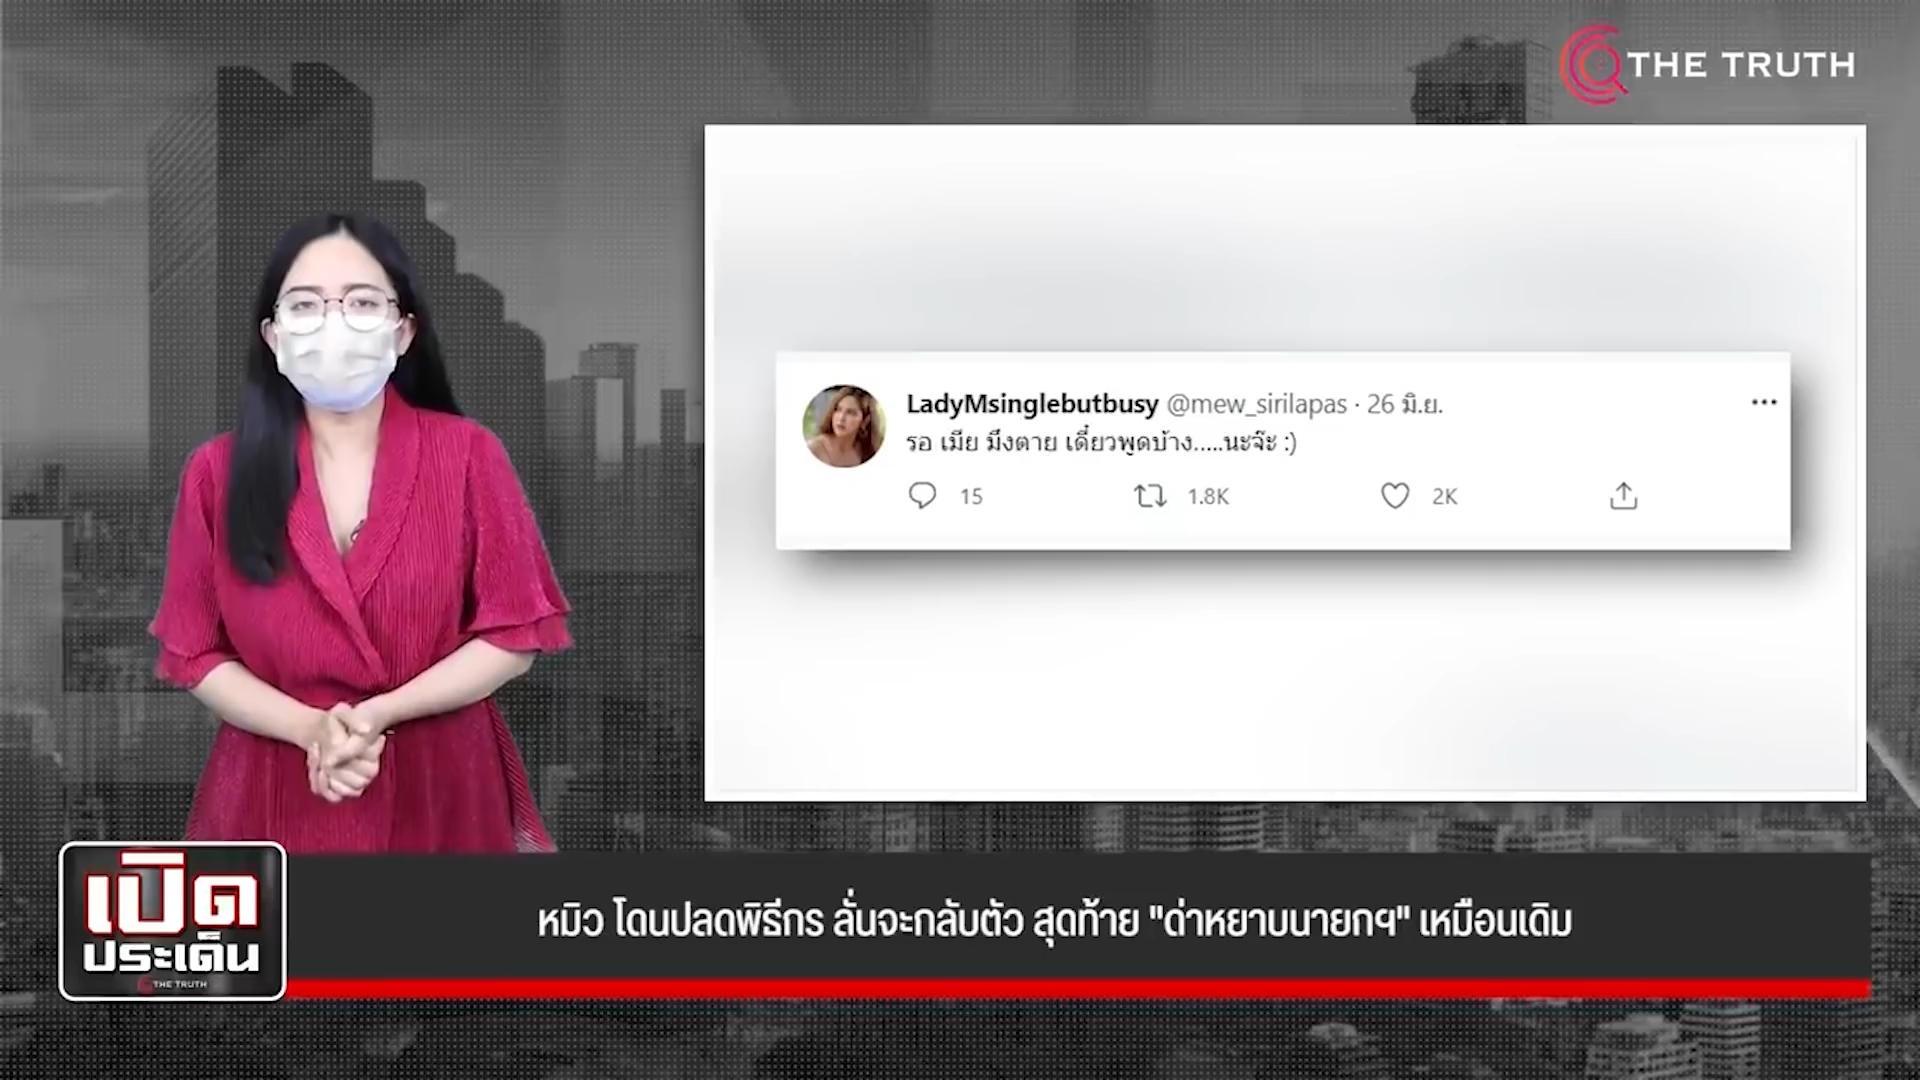 THE TRUTH
LadyMsinglebutbusy @mew_sirilapas · 26 มิ.ย.
รอ เมีย มึงตาย เดี๋ยวพูดบ้าง.....นะจ๊ะ :)
15 1.8K 2K
เปิด
ประเด็น
THE TRUTH
หมิว โดนปลดพิธีกร ลั่นจะกลับตัว สุดท้าย "ด่าหยาบนายกฯ" เหมือนเดิม